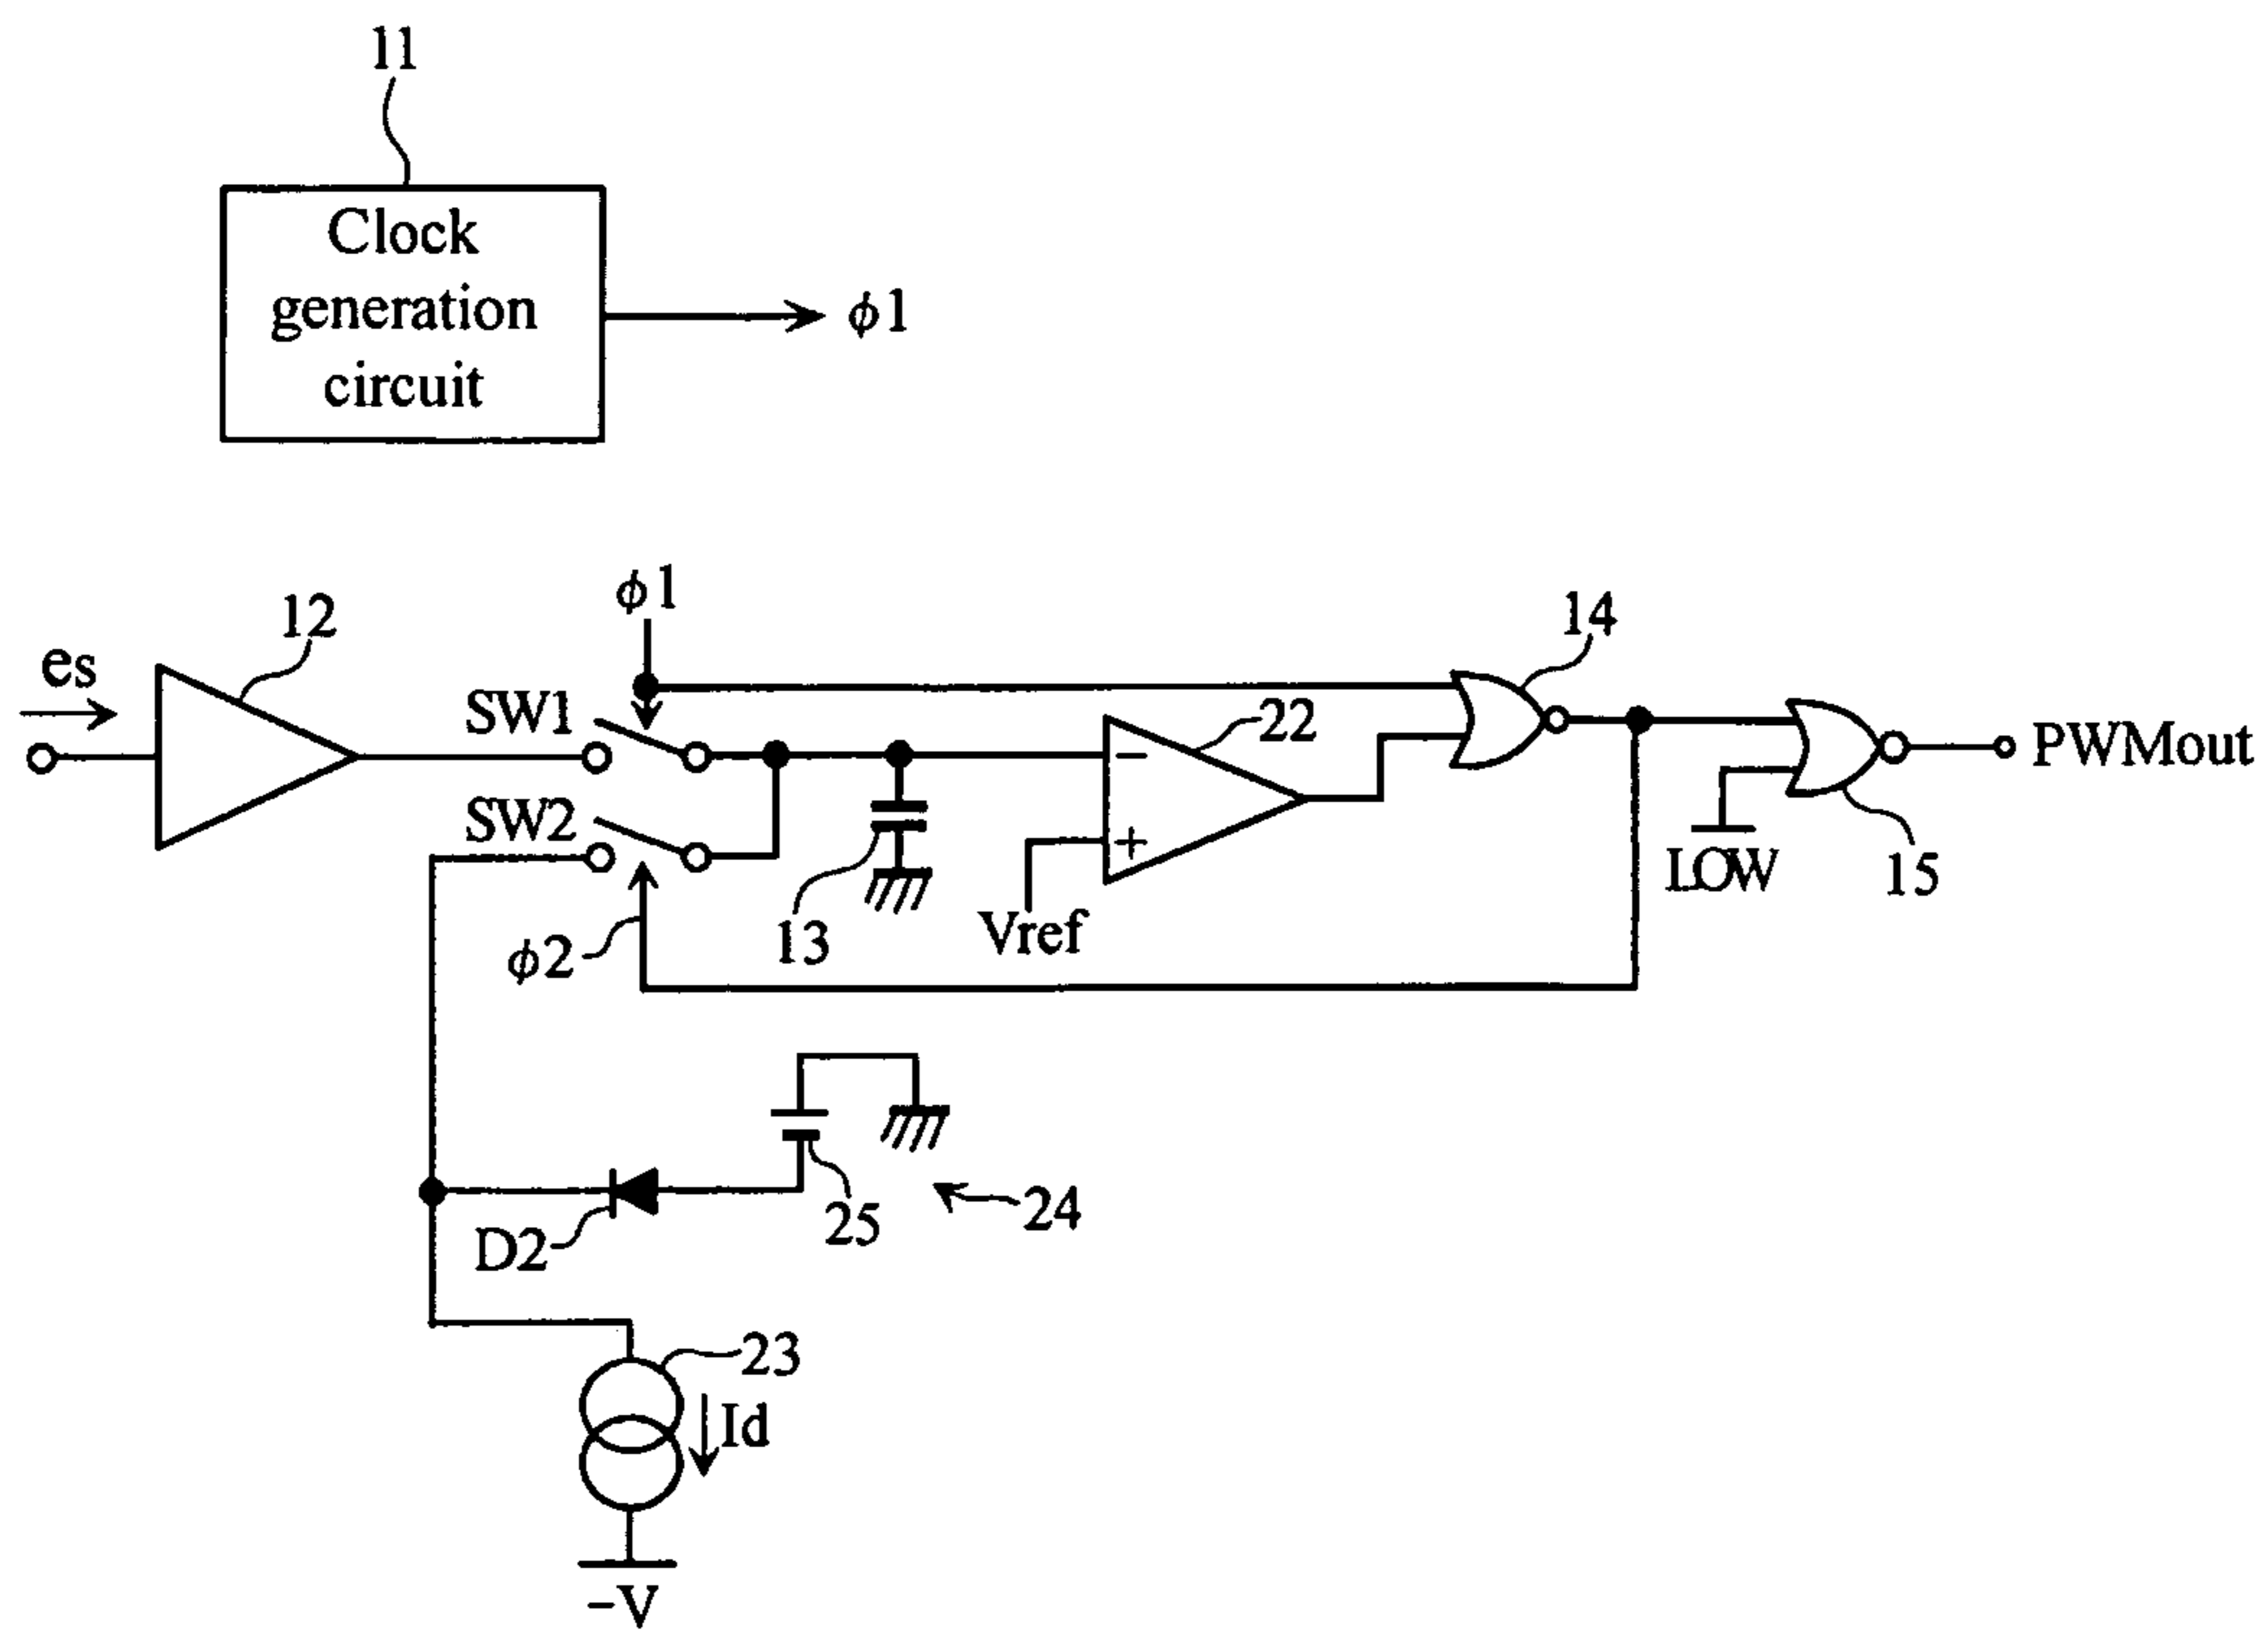 11
Clock
generation
circuit
ϕ1
ϕ1
12
es
SW1
14
22
−
PWMout
SW2
+
LOW
15
ϕ2
13
Vref
25
24
D2
23
Id
−V